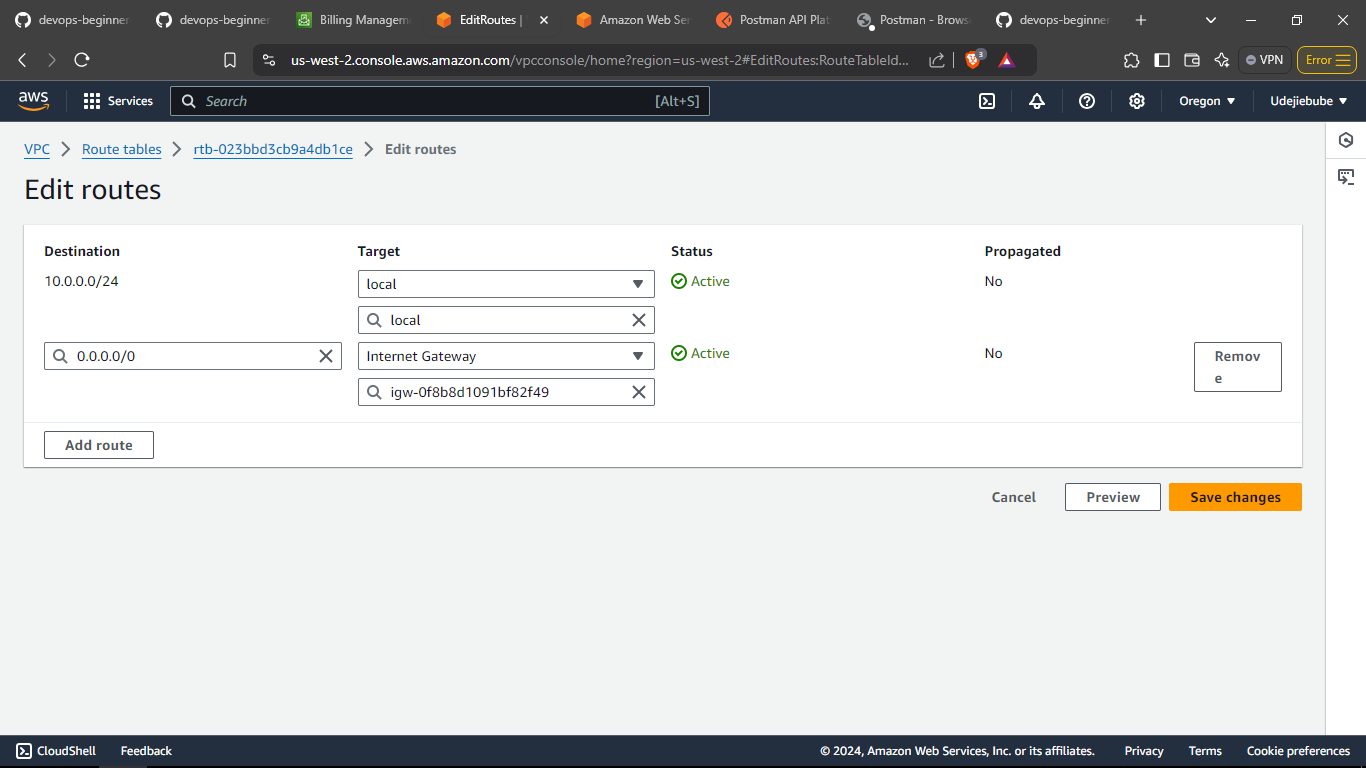 devops-beginner
devops-beginner
Billing Managem
EditRoutes |
Amazon Web Ser
Postman API Plat
Postman - Brows
devops-beginner
us-west-2.console.aws.amazon.com/vpcconsole/home?region=us-west-2#EditRoutes:RouteTableId...
3
VPN
Error
aws
Services
Search
[Alt+S]
Oregon
Udejiebube
VPC
Route tables
rtb-023bbd3cb9a4db1ce
Edit routes
Edit routes
Destination
Target
Status
Propagated
10.0.0.0/24
local
Active
No
local
0.0.0.0/0
Internet Gateway
Active
No
Remov
e
igw-0f8b8d1091bf82f49
Add route
Cancel
Preview
Save changes
CloudShell
Feedback
© 2024, Amazon Web Services, Inc. or its affiliates.
Privacy
Terms
Cookie preferences